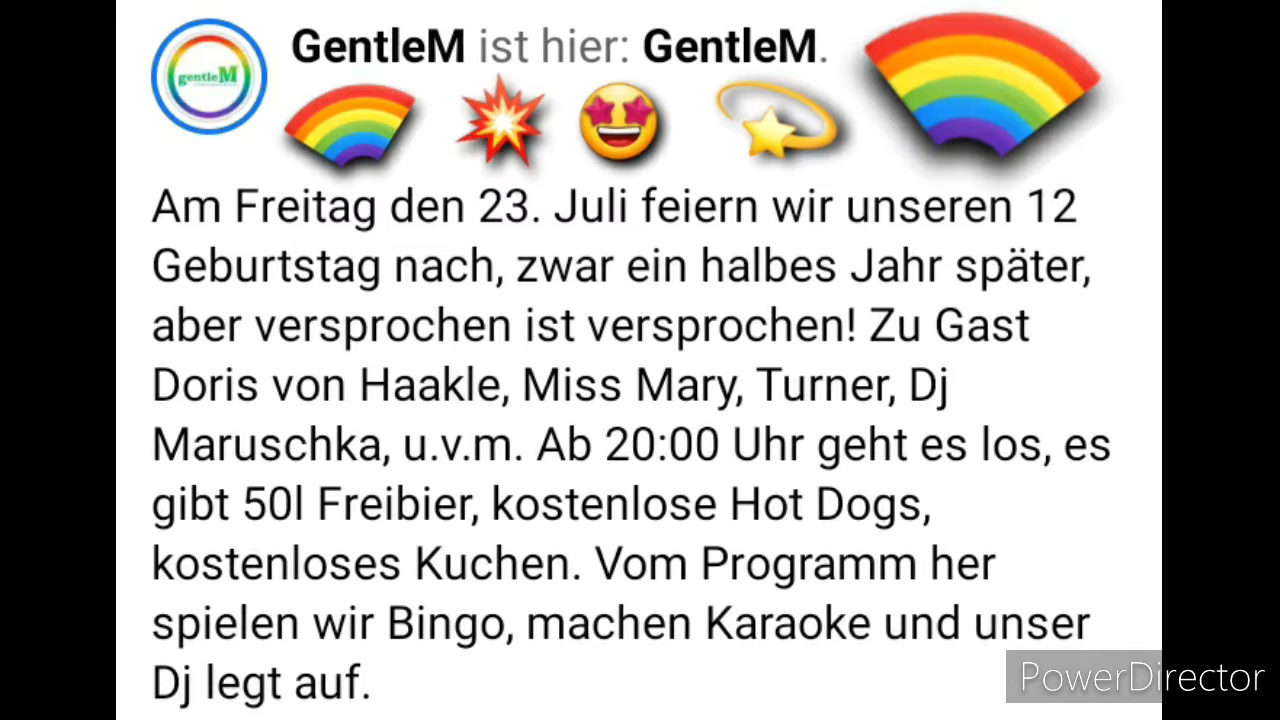 gentleM
GentleM ist hier: GentleM.
Am Freitag den 23. Juli feiern wir unseren 12
Geburtstag nach, zwar ein halbes Jahr später,
aber versprochen ist versprochen! Zu Gast
Doris von Haakle, Miss Mary, Turner, Dj
Maruschka, u.v.m. Ab 20:00 Uhr geht es los, es
gibt 50l Freibier, kostenlose Hot Dogs,
kostenloses Kuchen. Vom Programm her
spielen wir Bingo, machen Karaoke und unser
Dj legt auf.
PowerDirector